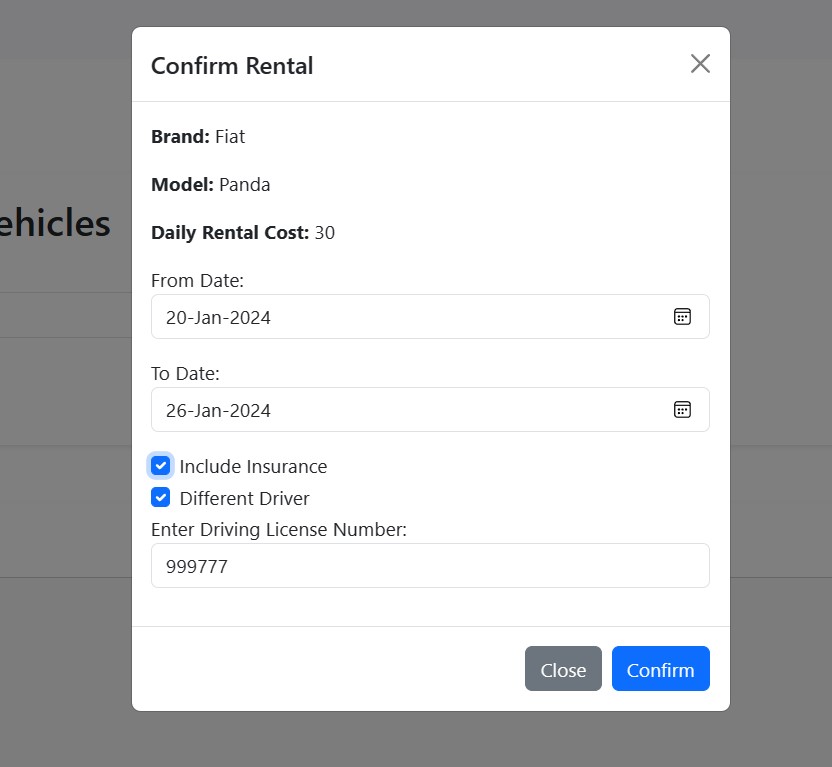 Confirm Rental
Brand: Fiat
Model: Panda
ehicles
Daily Rental Cost: 30
From Date:
20-Jan-2024
To Date:
26-Jan-2024
Include Insurance
Different Driver
Enter Driving License Number:
999777
Close Confirm